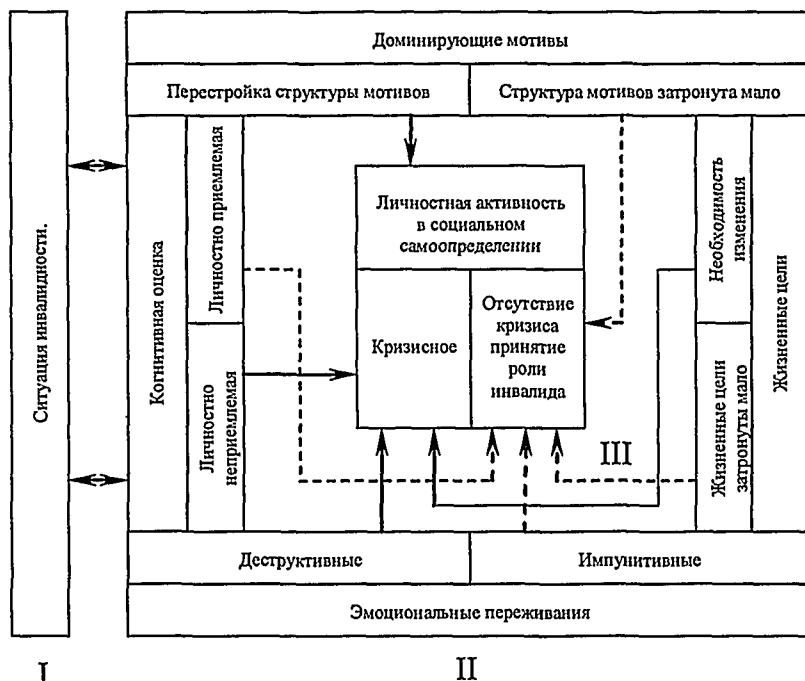 Доминирующие мотивы
Перестройка структуры мотивов
Структура мотивов затронута мало
Ситуация инвалидности.
Когнитивная оценка
Личностно приемлемая
Личностно
неприемлемая
Личностная активность
в социальном
самоопределении
Кризисное
Отсутствие
кризиса
принятие
роли
инвалида
Необходимость
изменения
Жизненные цели
затронуты мало
Жизненные цели
III
Деструктивные
Импунитивные
Эмоциональные переживания
I
II